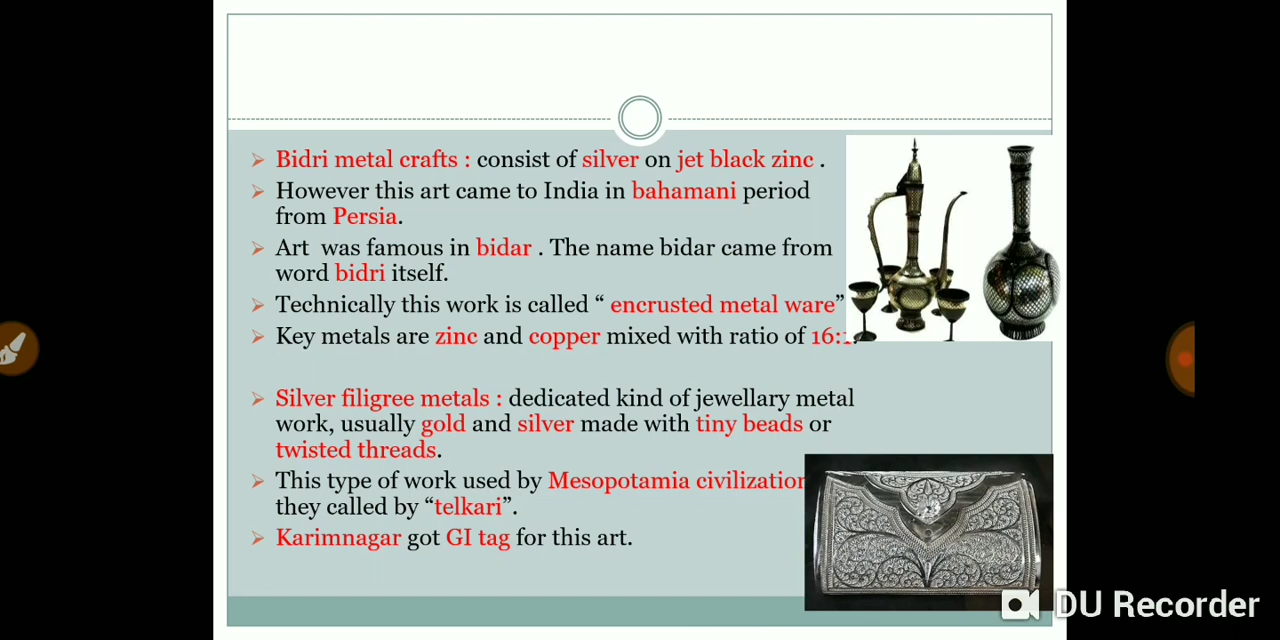 Bidri metal crafts : consist of silver on jet black zinc .
However this art came to India in bahamani period
from Persia.
Art was famous in bidar . The name bidar came from
word bidri itself.
Technically this work is called “ encrusted metal ware”
Key metals are zinc and copper mixed with ratio of 16:1.
Silver filigree metals : dedicated kind of jewellary metal
work, usually gold and silver made with tiny beads or
twisted threads.
This type of work used by Mesopotamia civilization
they called by “telkari”.
Karimnagar got GI tag for this art.
DU Recorder